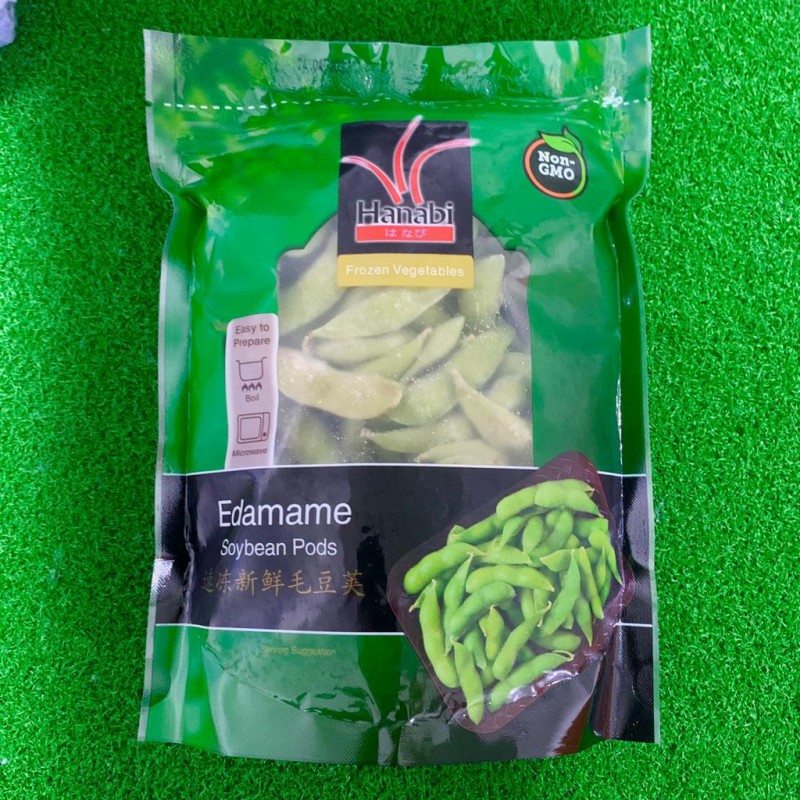 Non-
GMO
Hanabi
はなび
Frozen Vegetables
Easy to
Prepare
Boil
Microwave
Edamame
Soybean Pods
速冻新鲜毛豆荚
Serving Suggestion